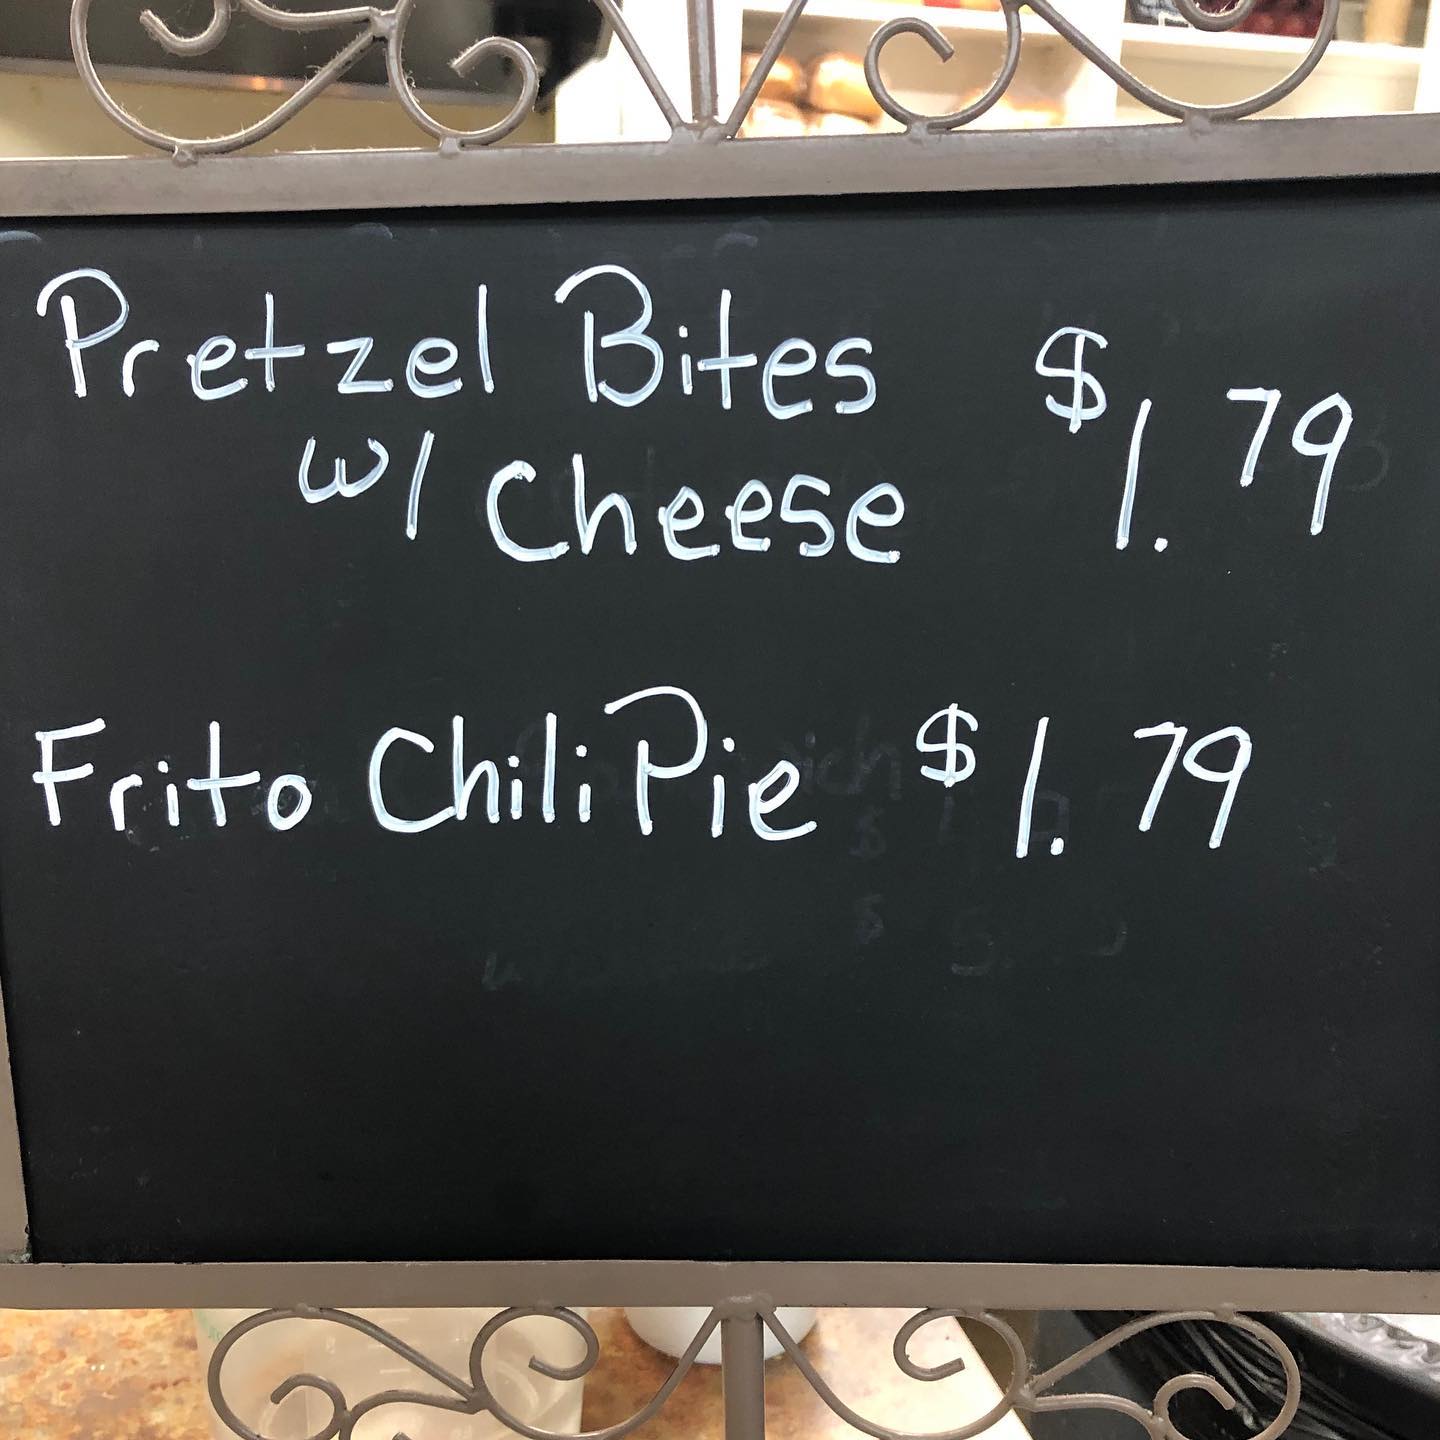 Pretzel Bites $1.79
w/ Cheese
Frito Chili Pie $1.79